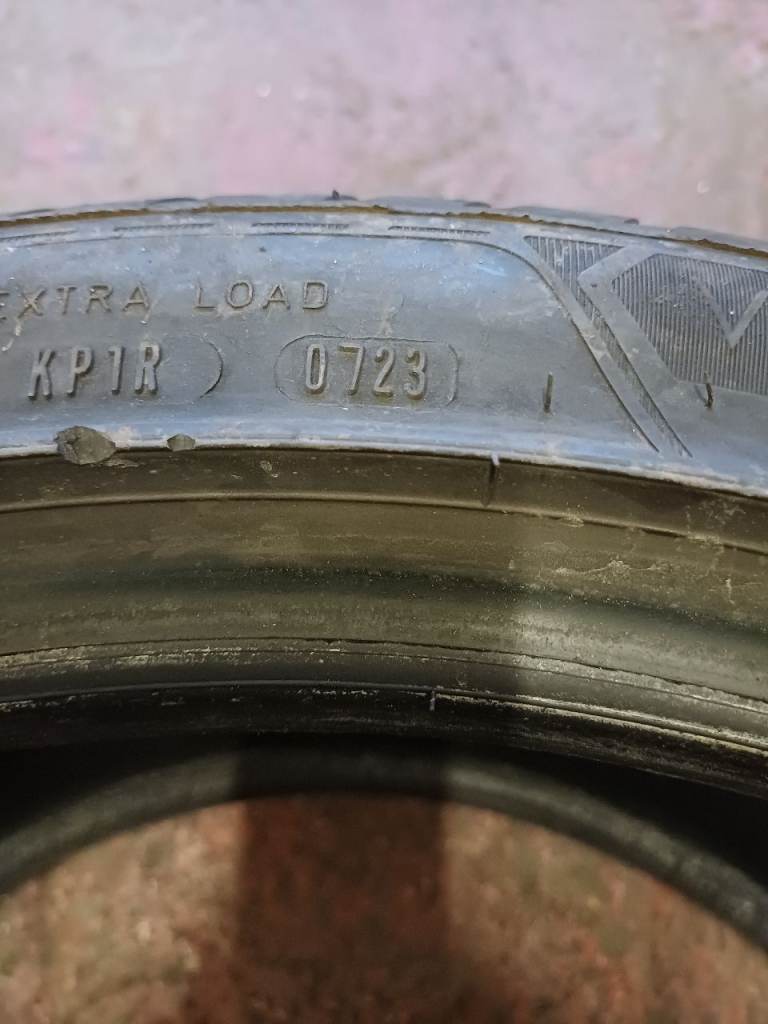 EXTRA LOAD
KP1R 0723